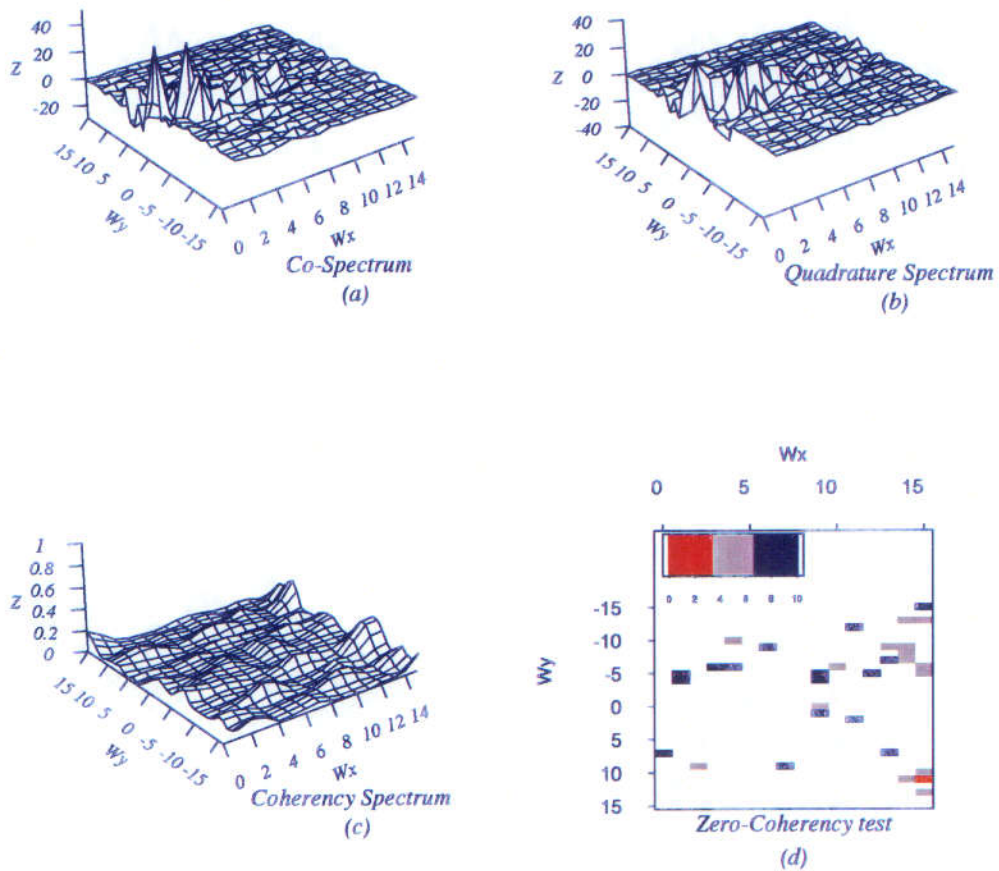 40
20
Z
0
-20
15 10 5 0 -5 -10 -15
Wy
0 2 4 6 8 10 12 14
Wx
Co-Spectrum
(a)
40
20
Z
0
-20
-40
15 10 5 0 -5 -10 -15
Wy
0 2 4 6 8 10 12 14
Wx
Quadrature Spectrum
(b)
1
0.8
0.6
Z
0.4
0.2
0
15 10 5 0 -5 -10 -15
Wy
0 2 4 6 8 10 12 14
Wx
Coherency Spectrum
(c)
Wx
0 5 10 15
0 2 4 6 8 10
-15
-10
Wy
-5
0
5
10
15
Zero-Coherency test
(d)